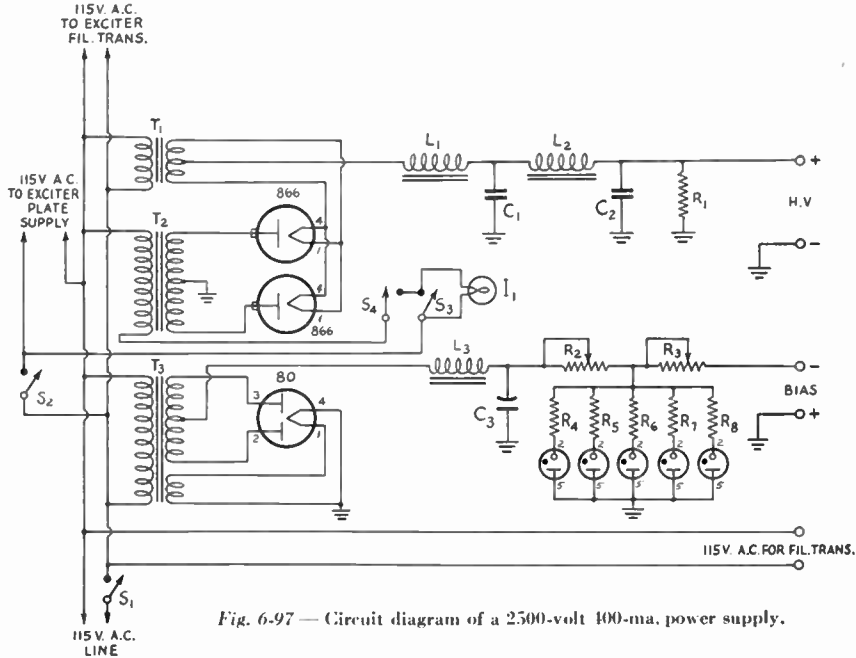 115V. A.C.
TO EXCITER
FIL. TRANS.
115V A.C.
TO EXCITER
PLATE
SUPPLY
T1
L1
L2
+
866
C1
C2
R1
H.V
T2
4
1
-
4
1
866
S4
S3
I1
T3
L3
R2
R3
-
80
BIAS
S2
3
4
C3
2
1
+
R4
R5
R6
R7
R8
2
2
2
2
2
5
5
5
5
5
115V. A.C. FOR FIL. TRANS.
S1
Fig. 6-97 — Circuit diagram of a 2500-volt 400-ma. power supply.
115V. A.C.
LINE